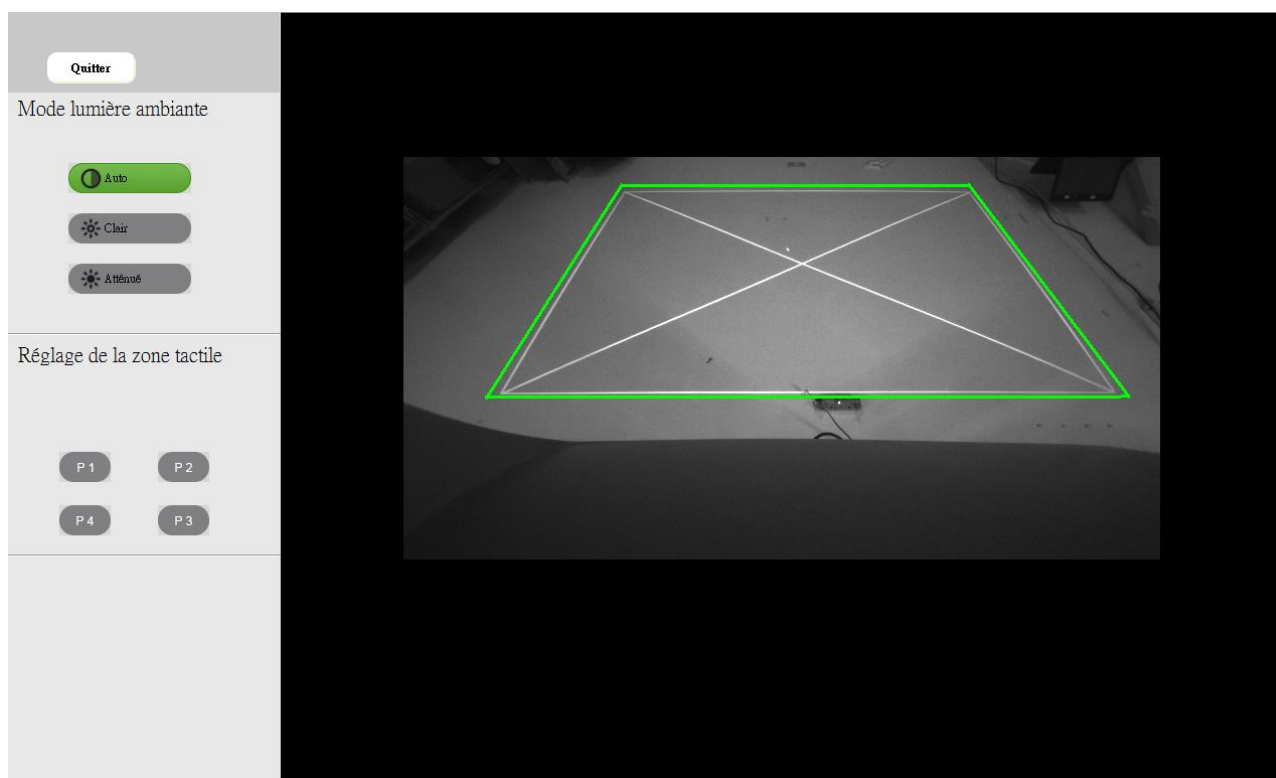 Quitter
Mode lumière ambiante
Auto
Clair
Atténué
Réglage de la zone tactile
P 1 P 2
P 4 P 3